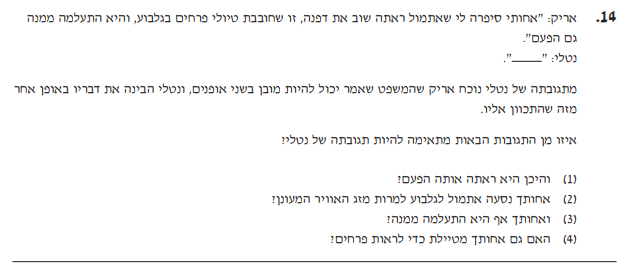 14. אריק: "אחותי סיפרה לי שאתמול ראתה שוב את דפנה, זו שחובבת טיולי פרחים בגלבוע, והיא התעלמה ממנה
גם הפעם".
נטלי: "_____".
מתגובתה של נטלי נוכח אריק שהמשפט שאמר יכול להיות מובן בשני אופנים, ונטלי הבינה את דבריו באופן אחר
מזה שהתכוון אליו.
איזו מן התגובות הבאות מתאימה להיות תגובתה של נטלי?
(1) והיכן היא ראתה אותה הפעם?
(2) אחותך נסעה אתמול לגלבוע למרות מזג האוויר המעונן?
(3) ואחותך אף היא התעלמה ממנה?
(4) האם גם אחותך מטיילת כדי לראות פרחים?